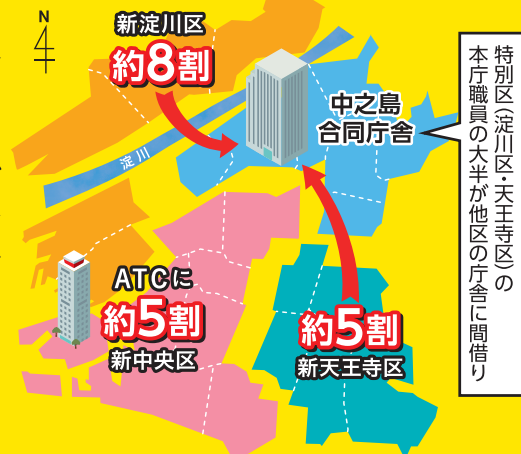 N
新淀川区
約8割
中之島
合同庁舎
淀川
特別区(淀川区・天王寺区)の
本庁職員の大半が他区の庁舎に間借り
ATCに
約5割
新中央区
約5割
新天王寺区